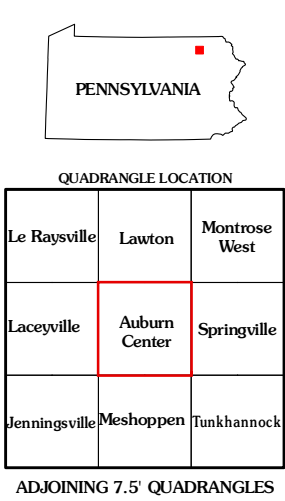 PENNSYLVANIA
QUADRANGLE LOCATION
Le Raysville
Lawton
Montrose
West
Laceyville
Auburn
Center
Springville
Jenningsville
Meshoppen
Tunkhannock
ADJOINING 7.5' QUADRANGLES